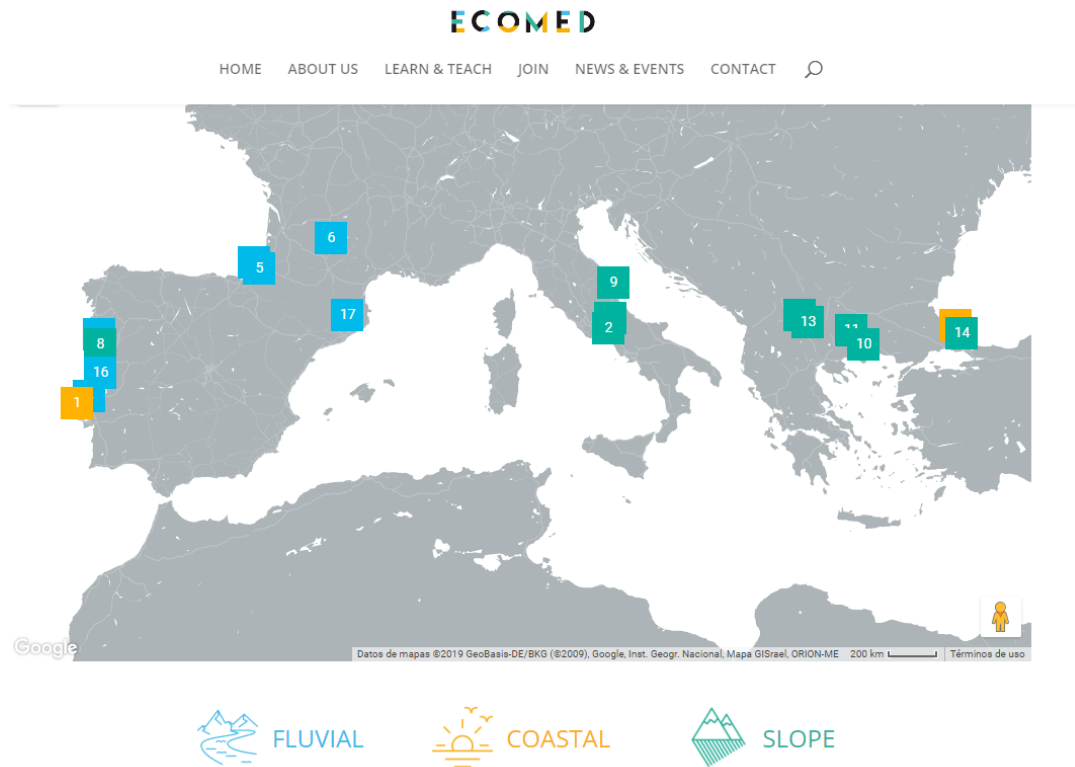 ECOMED
HOME ABOUT US LEARN & TEACH JOIN NEWS & EVENTS CONTACT
6
5
9
17
13
11
2
14
8
10
16
1
Google
Datos de mapas ©2019 GeoBasis-DE/BKG (©2009), Google, Inst. Geogr. Nacional, Mapa GISrael, ORION-ME 200 km Términos de uso
FLUVIAL COASTAL SLOPE